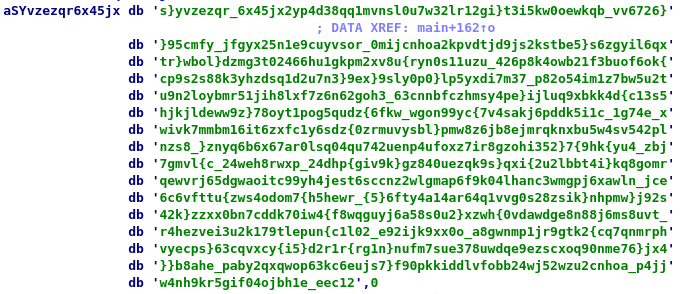 aSYvzezqr6x45jx db 's}yvzezqr_6x45jx2yp4d38qq1mvnsl0u7w32lr12gi}t3i5kw0oewkqb_vv6726}'
; DATA XREF: main+162↑o
db '}95cmfy_jfgyx25n1e9cuyvsor_0mijcnhoa2kpvdtjd9js2kstbe5}s6zgyil6qx'
db 'tr}wbol}dzmg3t02466hu1gkpm2xv8u{ryn0s11uzu_426p8k4owb21f3buof6ok{'
db 'cp9s2s88k3yhzdsq1d2u7n3}9ex}9sly0p0}lp5yxdi7m37_p82o54im1z7bw5u2t'
db 'u9n2loybmr51jih8lxf7z6n62goh3_63cnnbfczhmsy4pe}ijluq9xbkk4d{c13s5'
db 'hjkjldeww9z}78oyt1pog5qudz{6fkw_wgon99yc{7v4sakj6pddk5i1c_1g74e_x'
db 'wivk7mmbm16it6zxfc1y6sdz{0zrmuvysbl}pmw8z6jb8ejmrqknxbu5w4sv542pl'
db 'nzs8_}znyq6b6x67ar0lsq04qu742uenp4ufoxz7ir8gzohi352}7{9hk{yu4_zbj'
db '7gmvl{c_24weh8rwxp_24dhp{giv9k}gz840uezqk9s}qxi{2u2lbbt4i}kq8gomr'
db 'qewvrj65dgwaoitc99yh4jest6sccnz2wlgmap6f9k04lhanc3wmgpj6xawln_jce'
db '6c6vfttu{zws4odom7{h5hewr_{5}6fty4a14ar64q1vvg0s28zsik}nhpmw}j92s'
db '42k}zzxx0bn7cddk70iw4{f8wqguyj6a58s0u2}xzwh{0vdawdge8n88j6ms8uvt_'
db 'r4hezvei3u2k179tlepun{c1l02_e92ijk9xx0o_a8gwnmp1jr9gtk2{cq7qnmrph'
db 'vyecps}63cqvxcy{i5}d2r1r{rg1n}nufm7sue378uwdqe9ezscxoq90nme76}jx4'
db '}}b8ahe_paby2qxqwop63kc6eujs7}f90pkkiddlvfobb24wj52wzu2cnhoa_p4jj'
db 'w4nh9kr5gif04ojbh1e_eec12',0